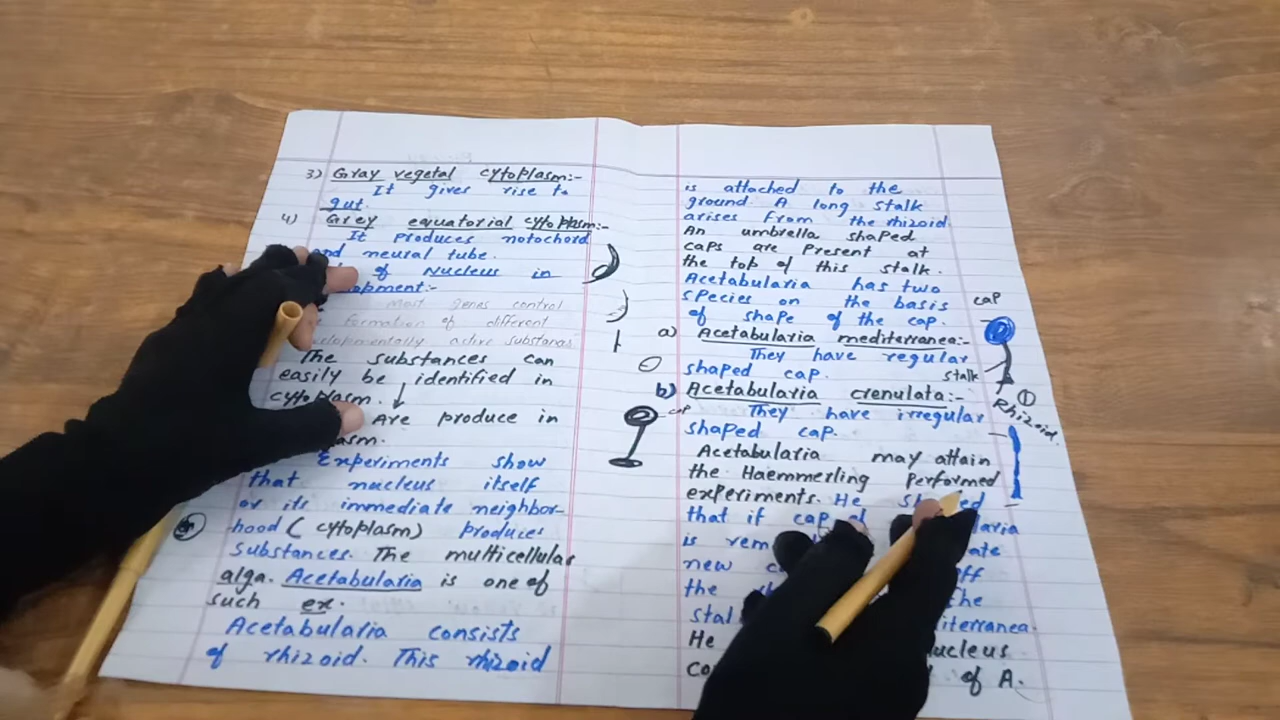 3) Gray vegetal cytoplasm:-
It gives rise to
gut.
4) Grey equatorial cytoplasm:-
It produces notochord
neural tube.
of Nucleus in
Most genes control
formation of different
active substanas
The substances can
easily be identified in
cytoplasm.
Are produce in
Experiments show
that nucleus itself
or its immediate neighbor-
hood (cytoplasm) produces
substances. The multicellular
alga. Acetabularia is one of
such ex.
Acetabularia consists
of rhizoid. This rhizoid
cap
is attached to the
ground. A long stalk
arises from the rhizoid.
An umbrella shaped
caps are present at
the top of this stalk.
Acetabularia has two
species on the basis
of shape of the cap.
a) Acetabularia mediterranea:-
They have regular
shaped cap.
b) Acetabularia crenulata:-
They have irregular
shaped cap.
Acetabularia may attain
the Haemmerling performed
experiments. He
that if cap
is
new
the
He
of A.
cap
stalk
1
Rhizoid.